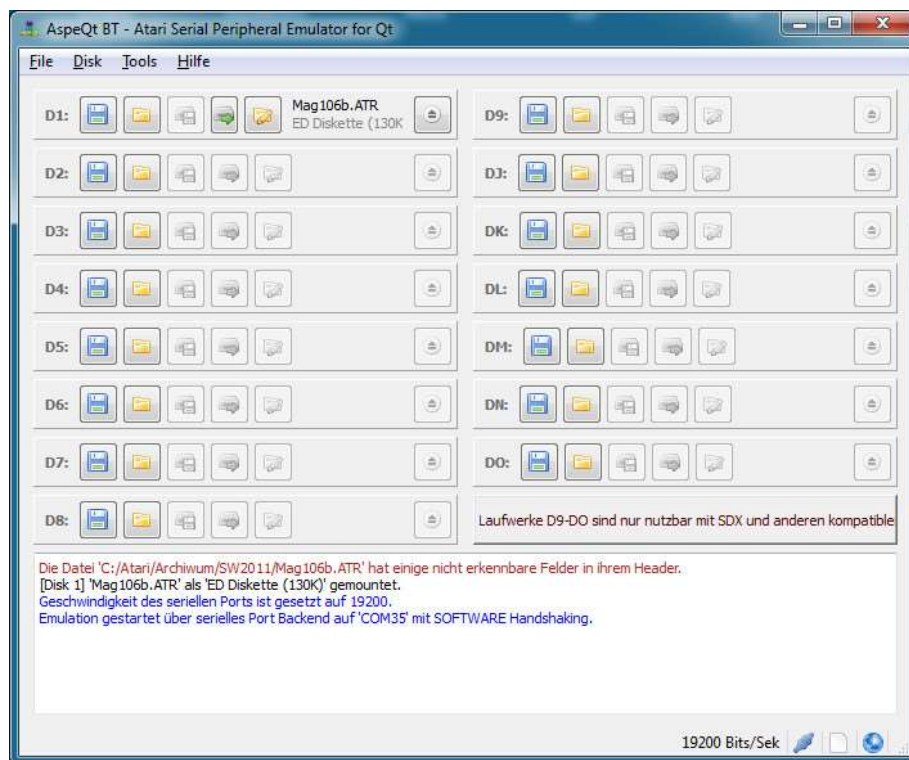 AspeQt BT - Atari Serial Peripheral Emulator for Qt
File Disk Tools Hilfe
D1: Mag106b.ATR
ED Diskette (130K
D9:
D2:
DJ:
D3:
DK:
D4:
DL:
D5:
DM:
D6:
DN:
D7:
DO:
D8:
Laufwerke D9-DO sind nur nutzbar mit SDX und anderen kompatible
Die Datei 'C:/Atari/Archiwum/SW2011/Mag106b.ATR' hat einige nicht erkennbare Felder in ihrem Header.
[Disk 1] 'Mag106b.ATR' als 'ED Diskette (130K)' gemountet.
Geschwindigkeit des seriellen Ports ist gesetzt auf 19200.
Emulation gestartet über serielles Port Backend auf 'COM35' mit SOFTWARE Handshaking.
19200 Bits/Sek